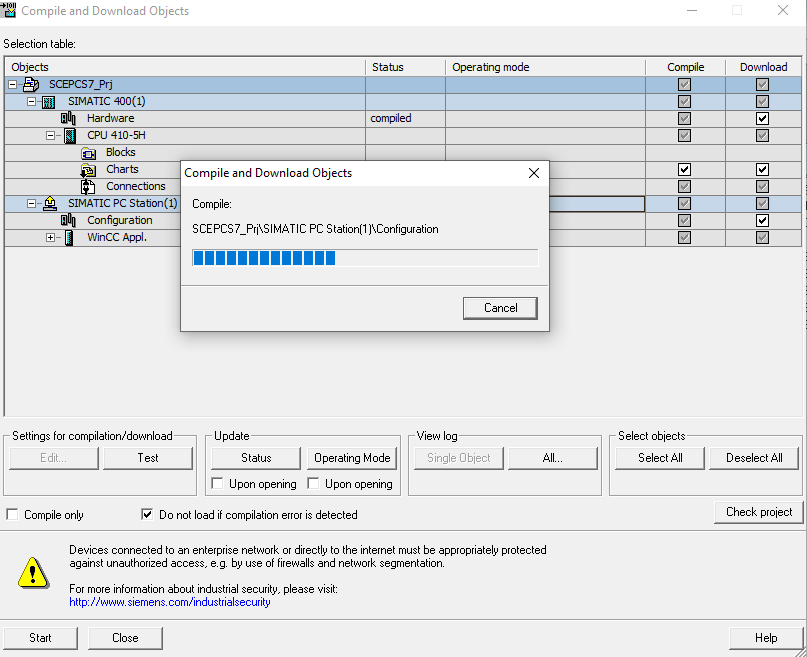 Compile and Download Objects
Selection table:
Objects Status Operating mode Compile Download
SCEPCS7_Prj
SIMATIC 400(1)
Hardware compiled
CPU 410-5H
Blocks
Charts
Connections
SIMATIC PC Station(1)
Configuration
WinCC Appl.
Compile and Download Objects
Compile:
SCEPCS7_Prj\SIMATIC PC Station(1)\Configuration
Cancel
Settings for compilation/download Update View log Select objects
Edit... Test Status Operating Mode Single Object All... Select All Deselect All
Upon opening Upon opening
Compile only Do not load if compilation error is detected Check project
Devices connected to an enterprise network or directly to the internet must be appropriately protected
against unauthorized access, e.g. by use of firewalls and network segmentation.
For more information about industrial security, please visit:
http://www.siemens.com/industrialsecurity
Start Close Help